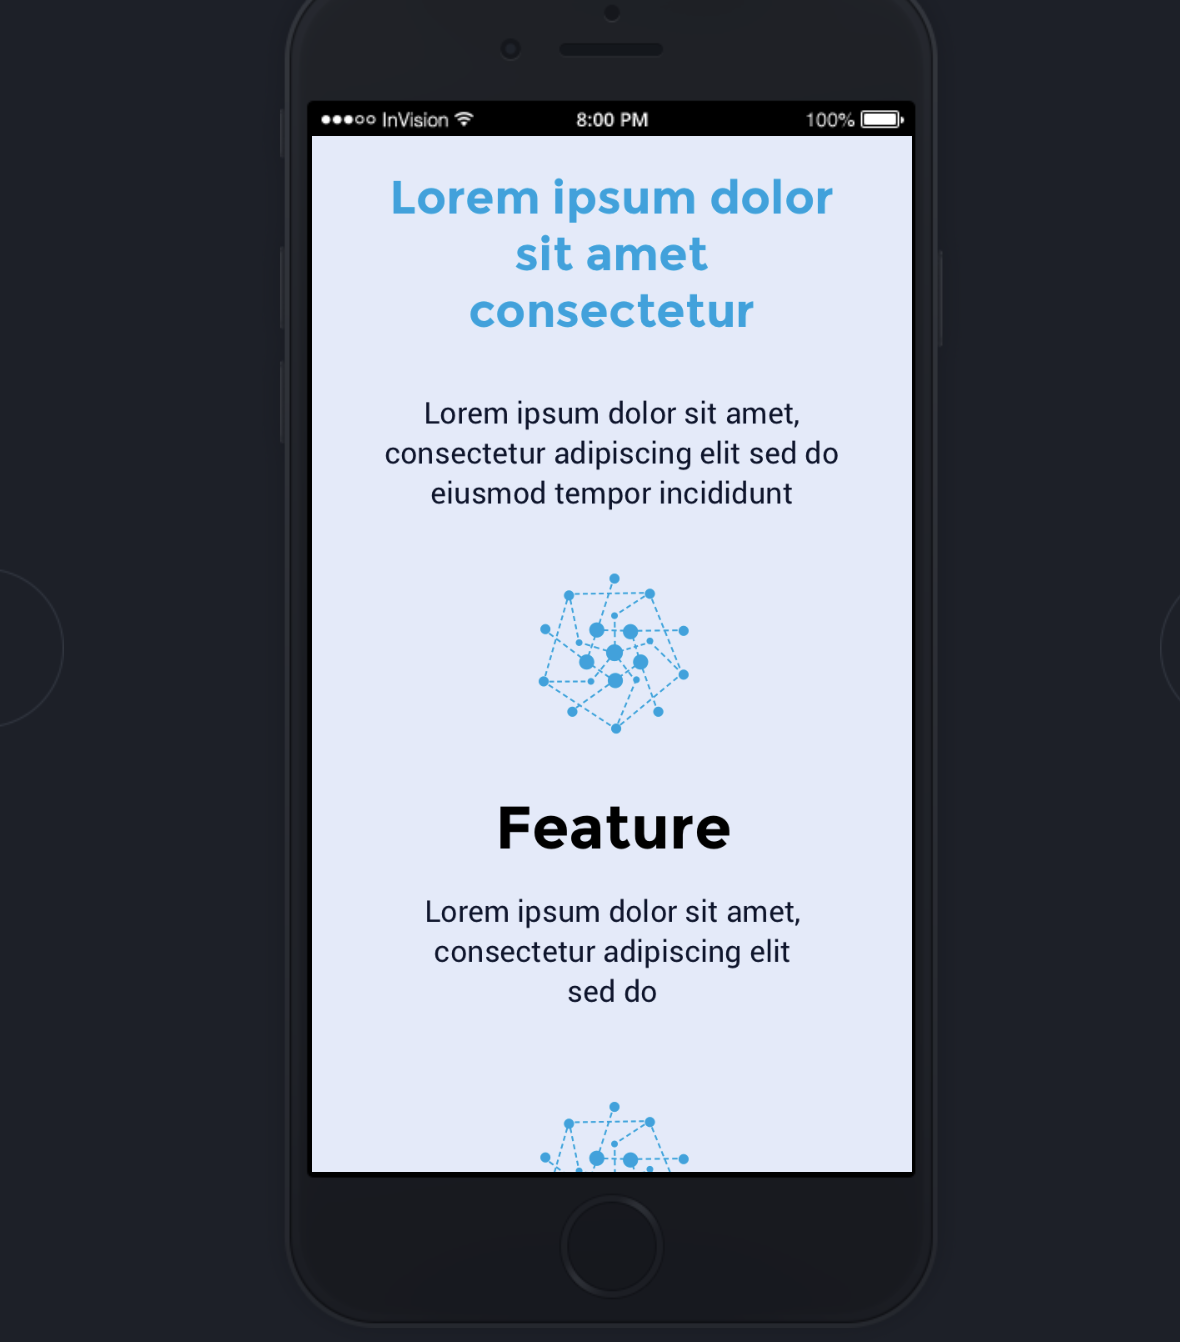 InVision 8:00 PM 100%
Lorem ipsum dolor
sit amet
consectetur
Lorem ipsum dolor sit amet,
consectetur adipiscing elit sed do
eiusmod tempor incididunt
Feature
Lorem ipsum dolor sit amet,
consectetur adipiscing elit
sed do